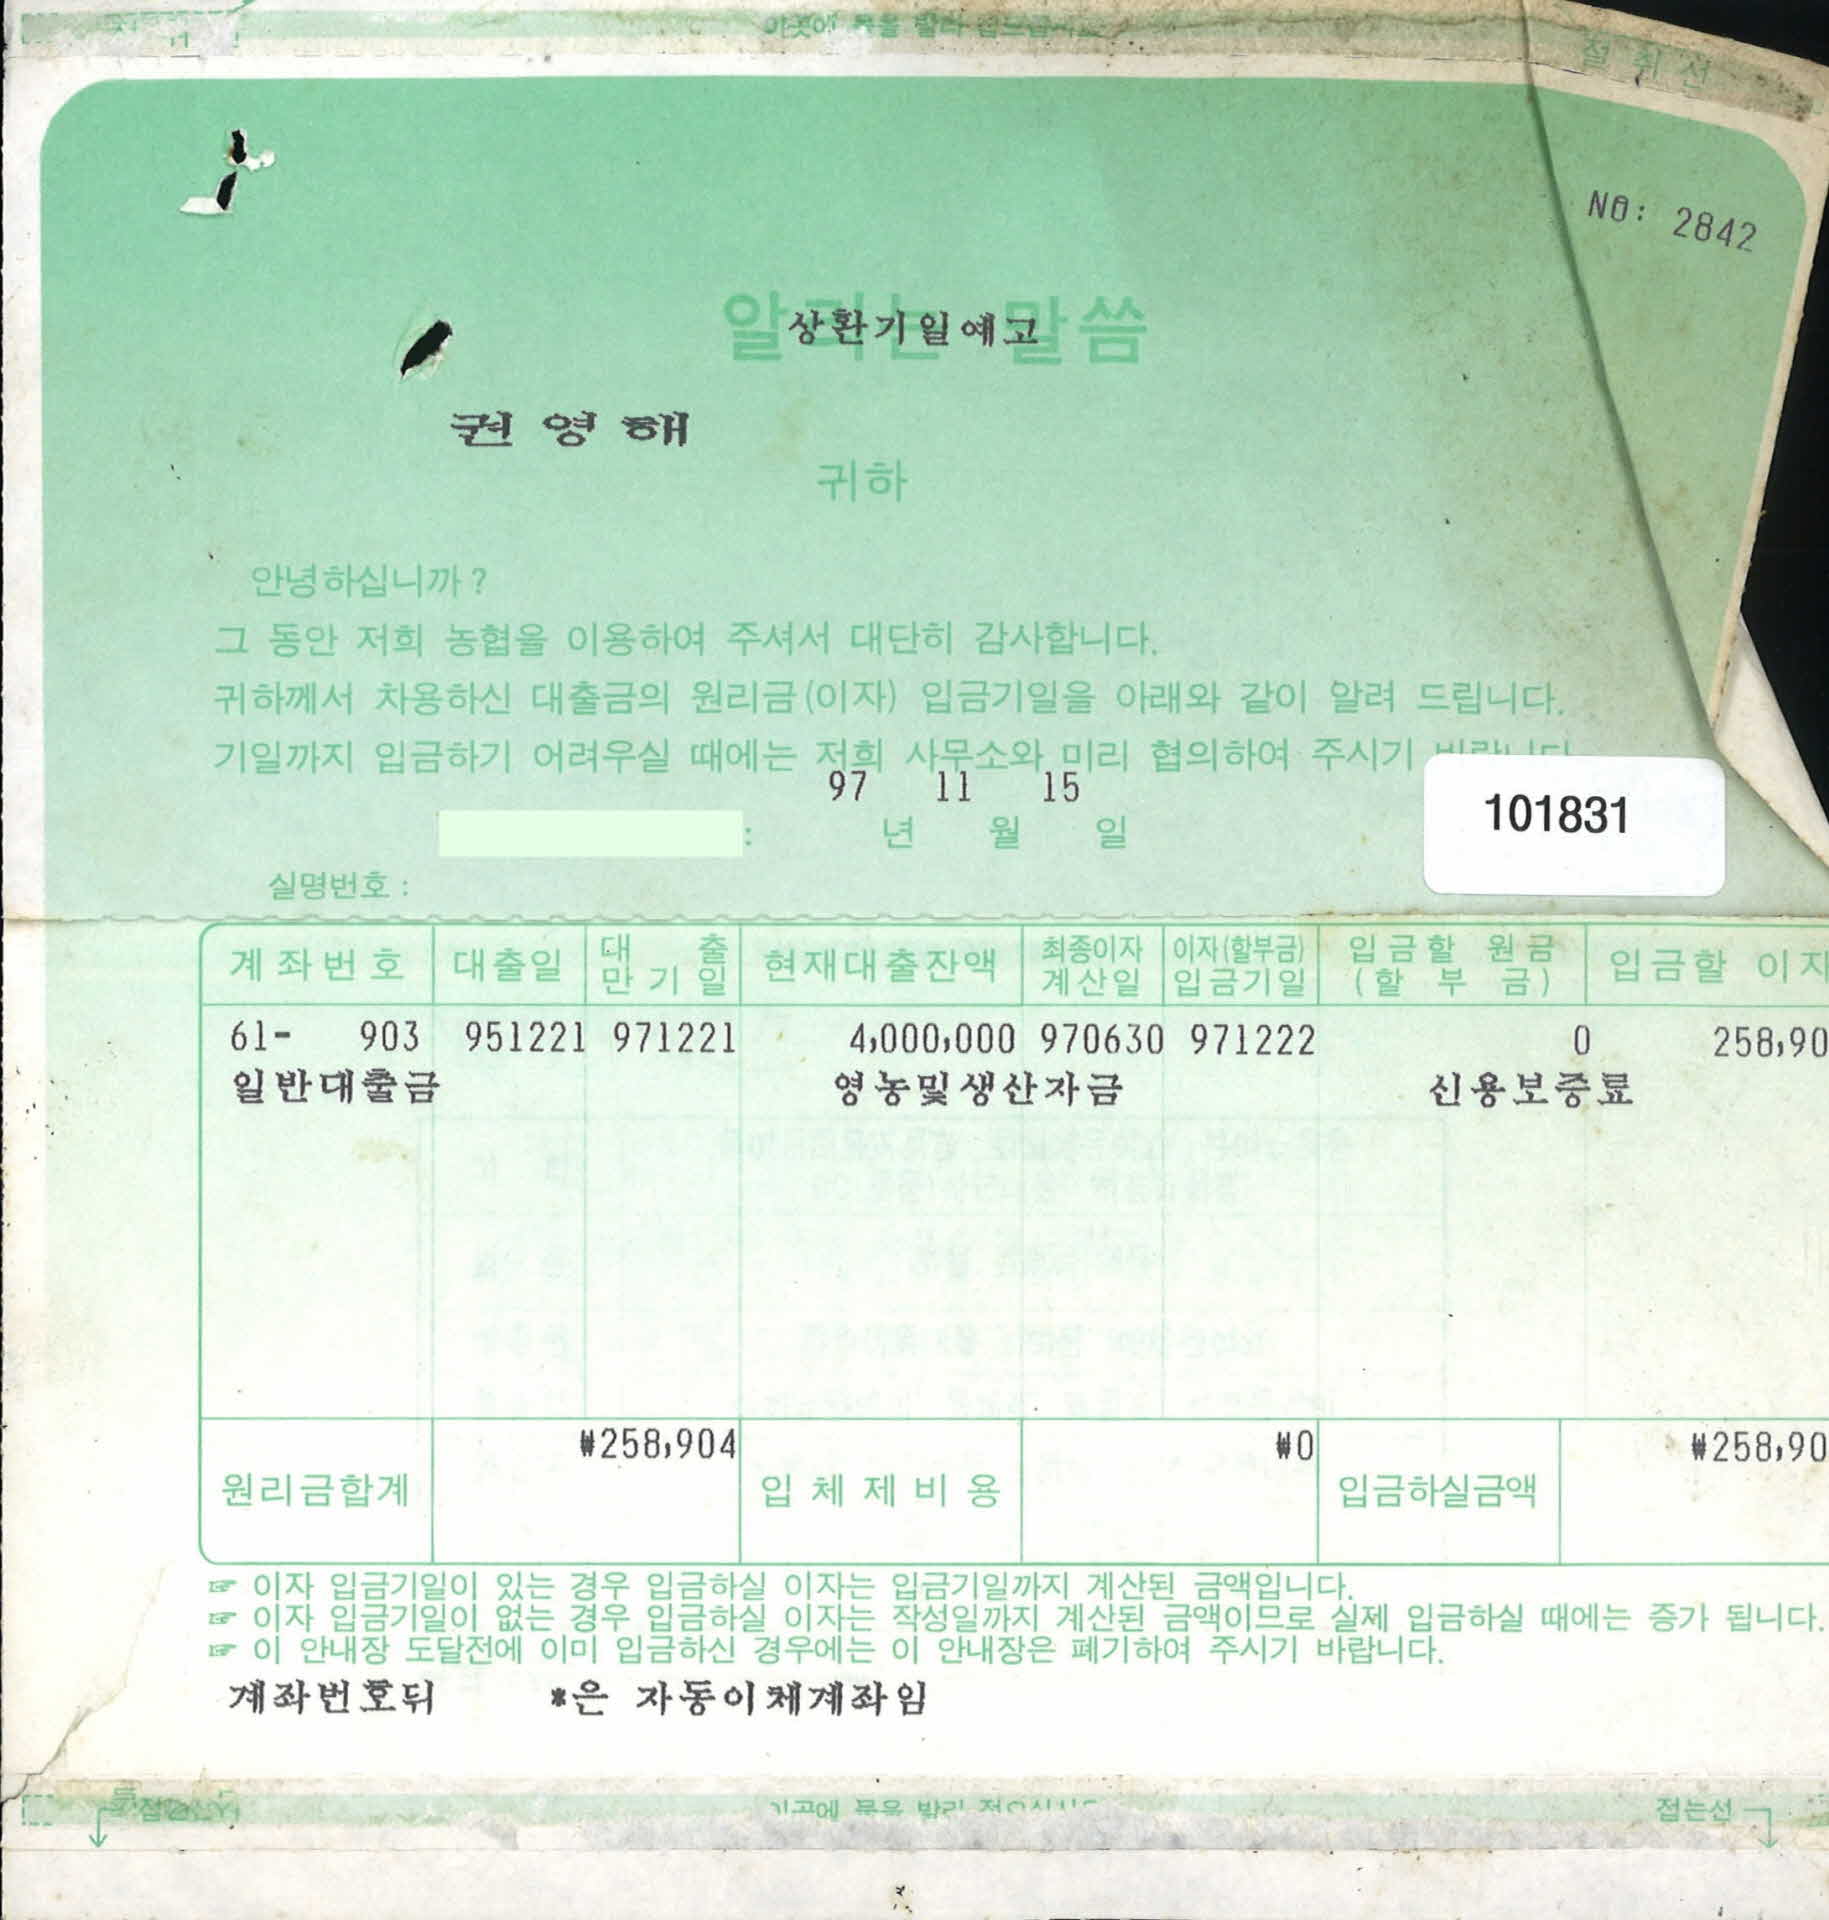 절 취 선
NO: 2842
알리는 말씀
상환기일예고
권 영 해
귀하
안녕하십니까?
그 동안 저희 농협을 이용하여 주셔서 대단히 감사합니다.
귀하께서 차용하신 대출금의 원리금(이자) 입금기일을 아래와 같이 알려 드립니다.
기일까지 입금하기 어려우실 때에는 저희 사무소와 미리 협의하여 주시기 바랍니다
97 11 15
: 년 월 일
101831
실명번호 :
계좌번호 대출일 대출만기일 현재대출잔액 최종이자계산일 이자(할부금)입금기일 입금할 원금(할부금) 입금할 이자
61- 903 951221 971221 4,000,000 970630 971222 0 258,90
일반대출금 영농및생산자금 신용보증료
₩258,904 ₩0 ₩258,90
원리금합계 입체제비용 입금하실금액
☞ 이자 입금기일이 있는 경우 입금하실 이자는 입금기일까지 계산된 금액입니다.
☞ 이자 입금기일이 없는 경우 입금하실 이자는 작성일까지 계산된 금액이므로 실제 입금하실 때에는 증가 됩니다.
☞ 이 안내장 도달전에 이미 입금하신 경우에는 이 안내장은 폐기하여 주시기 바랍니다.
계좌번호뒤 *은 자동이체계좌임
접는선